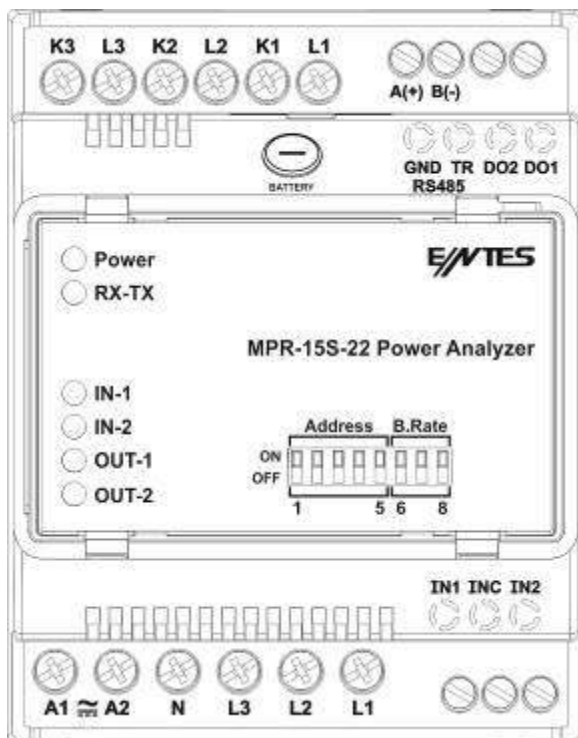 K3 L3 K2 L2 K1 L1
A(+) B(-)
GND TR DO2 DO1
RS485
BATTERY
Power
ENTES
RX-TX
MPR-15S-22 Power Analyzer
IN-1
IN-2
OUT-1
OUT-2
Address B.Rate
ON
OFF
1 5 6 8
IN1 INC IN2
A1 A2 N L3 L2 L1